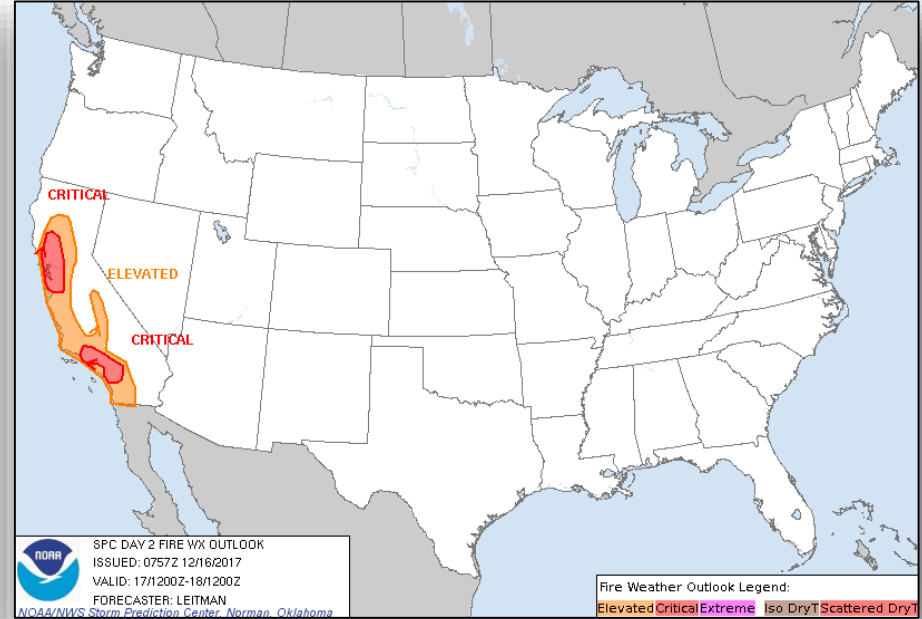 CRITICAL
ELEVATED
CRITICAL
NOAA
SPC DAY 2 FIRE WX OUTLOOK
ISSUED: 0757Z 12/16/2017
VALID: 17/1200Z-18/1200Z
FORECASTER: LEITMAN
NOAA/NWS Storm Prediction Center, Norman, Oklahoma
Fire Weather Outlook Legend:
Elevated Critical Extreme Iso DryT Scattered DryT